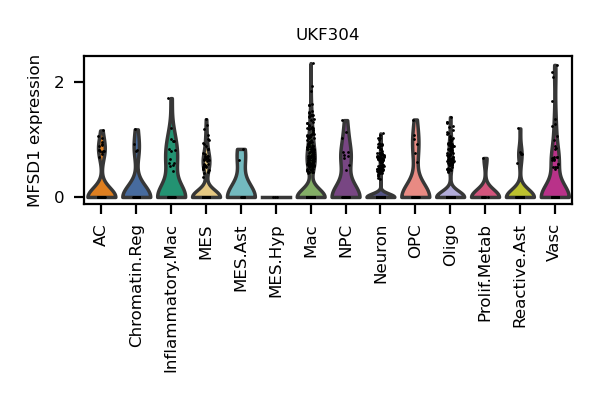 UKF304
MFSD1 expression
2
0
AC
Chromatin.Reg
Inflammatory.Mac
MES
MES.Ast
MES.Hyp
Mac
NPC
Neuron
OPC
Oligo
Prolif.Metab
Reactive.Ast
Vasc